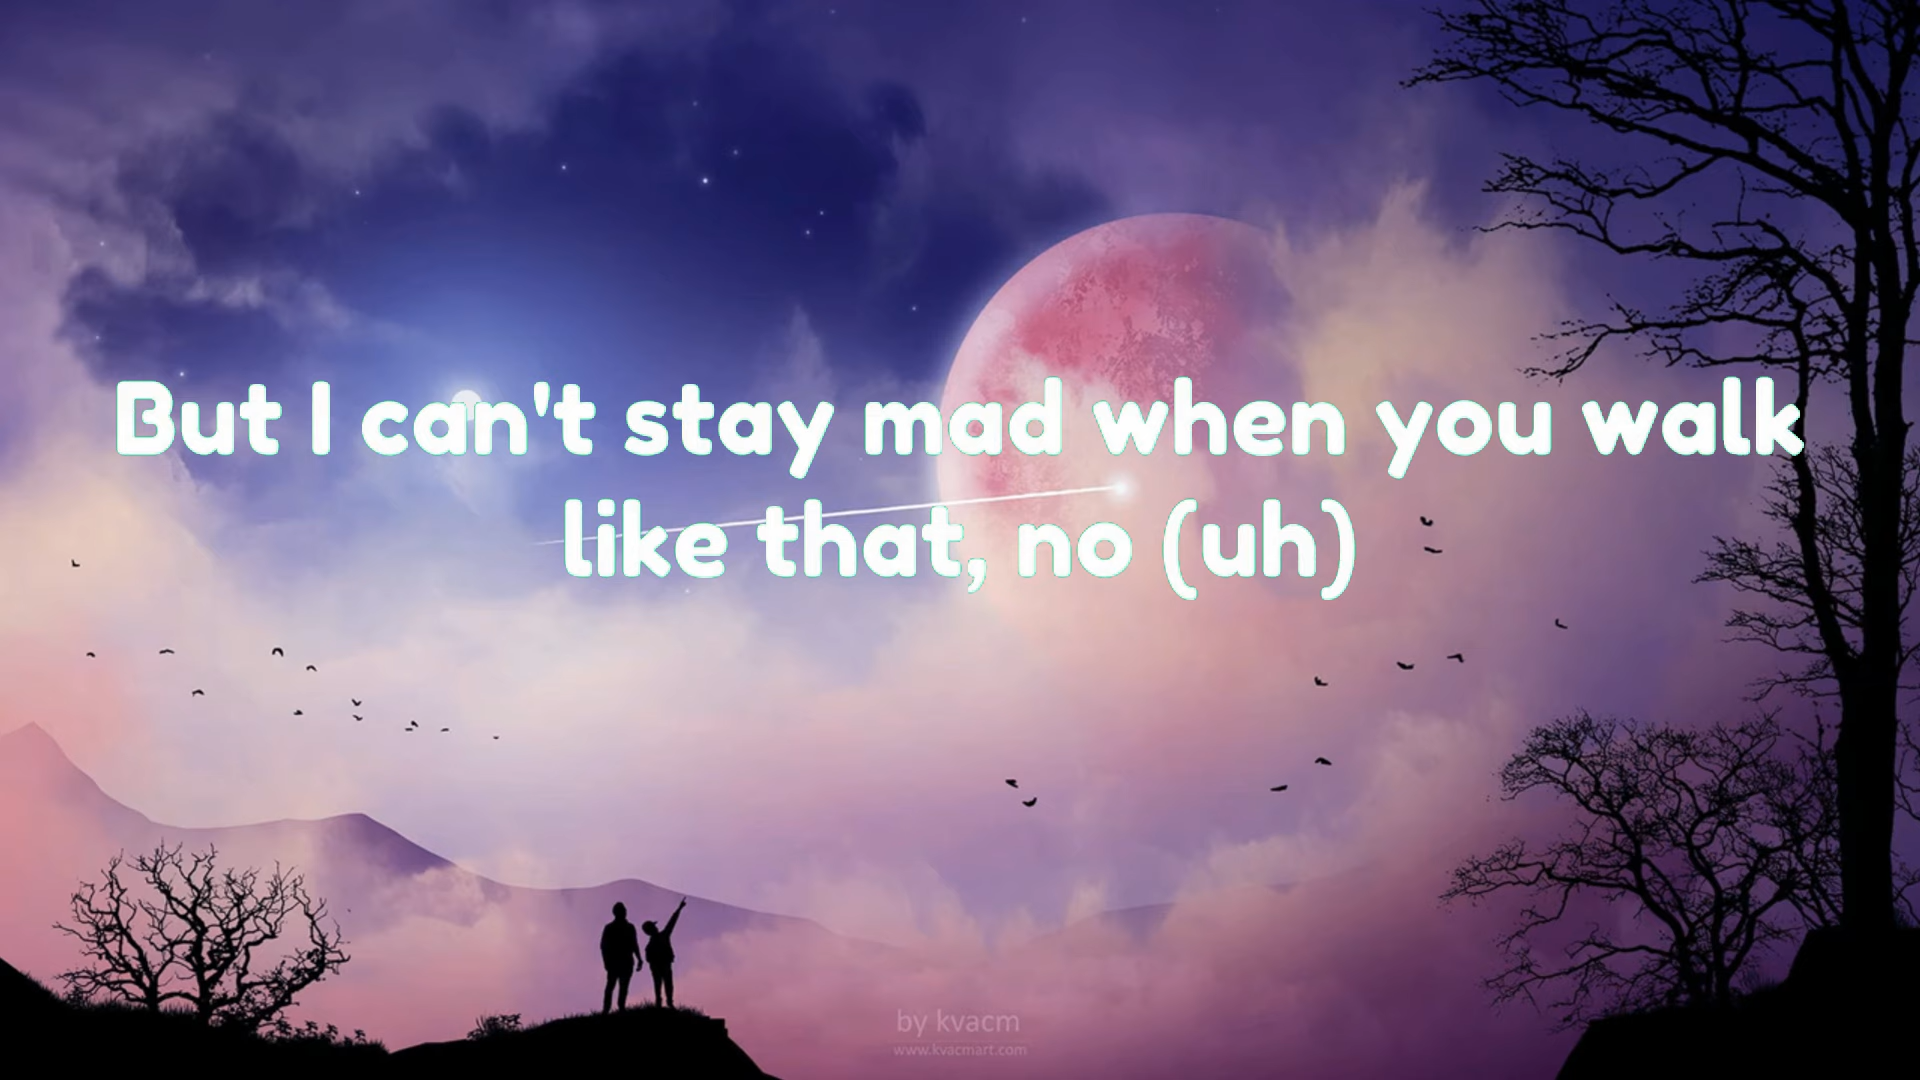 But I can't stay mad when you walk
like that, no (uh)
by kvacm
www.kvacmart.com